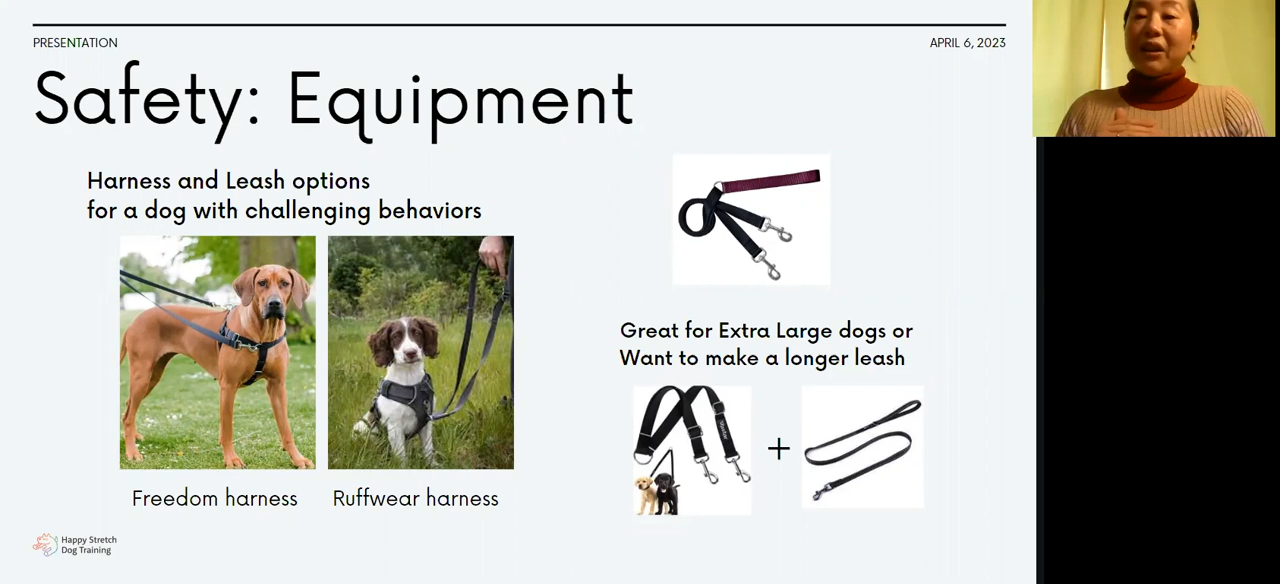 PRESENTATION
APRIL 6, 2023
Safety: Equipment
Harness and Leash options
for a dog with challenging behaviors
Great for Extra Large dogs or
Want to make a longer leash
Freedom harness
Ruffwear harness
Happy Stretch
Dog Training